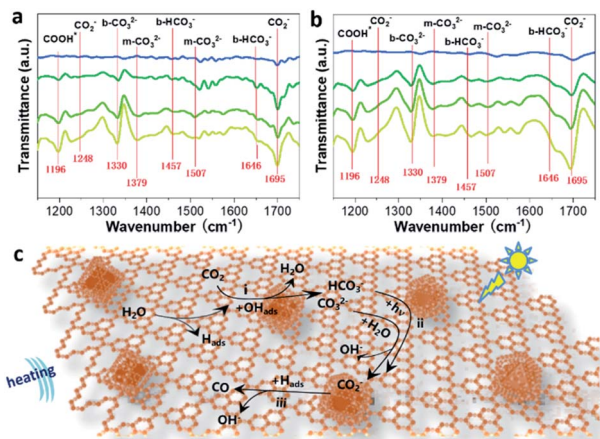 a
COOH*
CO₂⁻
b-CO₃²⁻
m-CO₃²⁻
b-HCO₃⁻
m-CO₃²⁻
b-HCO₃⁻
CO₂⁻
Transmittance (a.u.)
1196
1248
1330
1379
1457
1507
1646
1695
1200 1300 1400 1500 1600 1700
Wavenumber (cm⁻¹)
b
COOH*
CO₂⁻
b-CO₃²⁻
m-CO₃²⁻
b-HCO₃⁻
m-CO₃²⁻
b-HCO₃⁻
CO₂⁻
Transmittance (a.u.)
1196
1248
1330
1379
1457
1507
1646
1695
1200 1300 1400 1500 1600 1700
Wavenumber (cm⁻¹)
c
CO₂
i
H₂O
+OHads
HCO₃⁻
CO₃²⁻
H₂O
Hads
+hν
+H₂O
ii
OH⁻
CO₂⁻
+Hads
iii
CO
OH⁻
heating